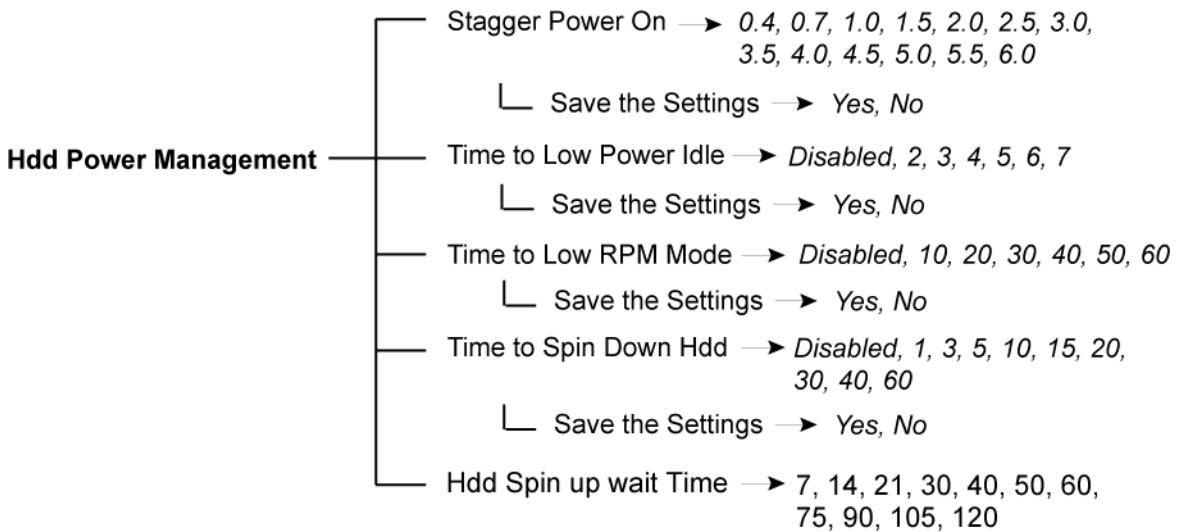 Stagger Power On 0.4, 0.7, 1.0, 1.5, 2.0, 2.5, 3.0,
3.5, 4.0, 4.5, 5.0, 5.5, 6.0
Save the Settings Yes, No
Hdd Power Management Time to Low Power Idle Disabled, 2, 3, 4, 5, 6, 7
Save the Settings Yes, No
Time to Low RPM Mode Disabled, 10, 20, 30, 40, 50, 60
Save the Settings Yes, No
Time to Spin Down Hdd Disabled, 1, 3, 5, 10, 15, 20,
30, 40, 60
Save the Settings Yes, No
Hdd Spin up wait Time 7, 14, 21, 30, 40, 50, 60,
75, 90, 105, 120